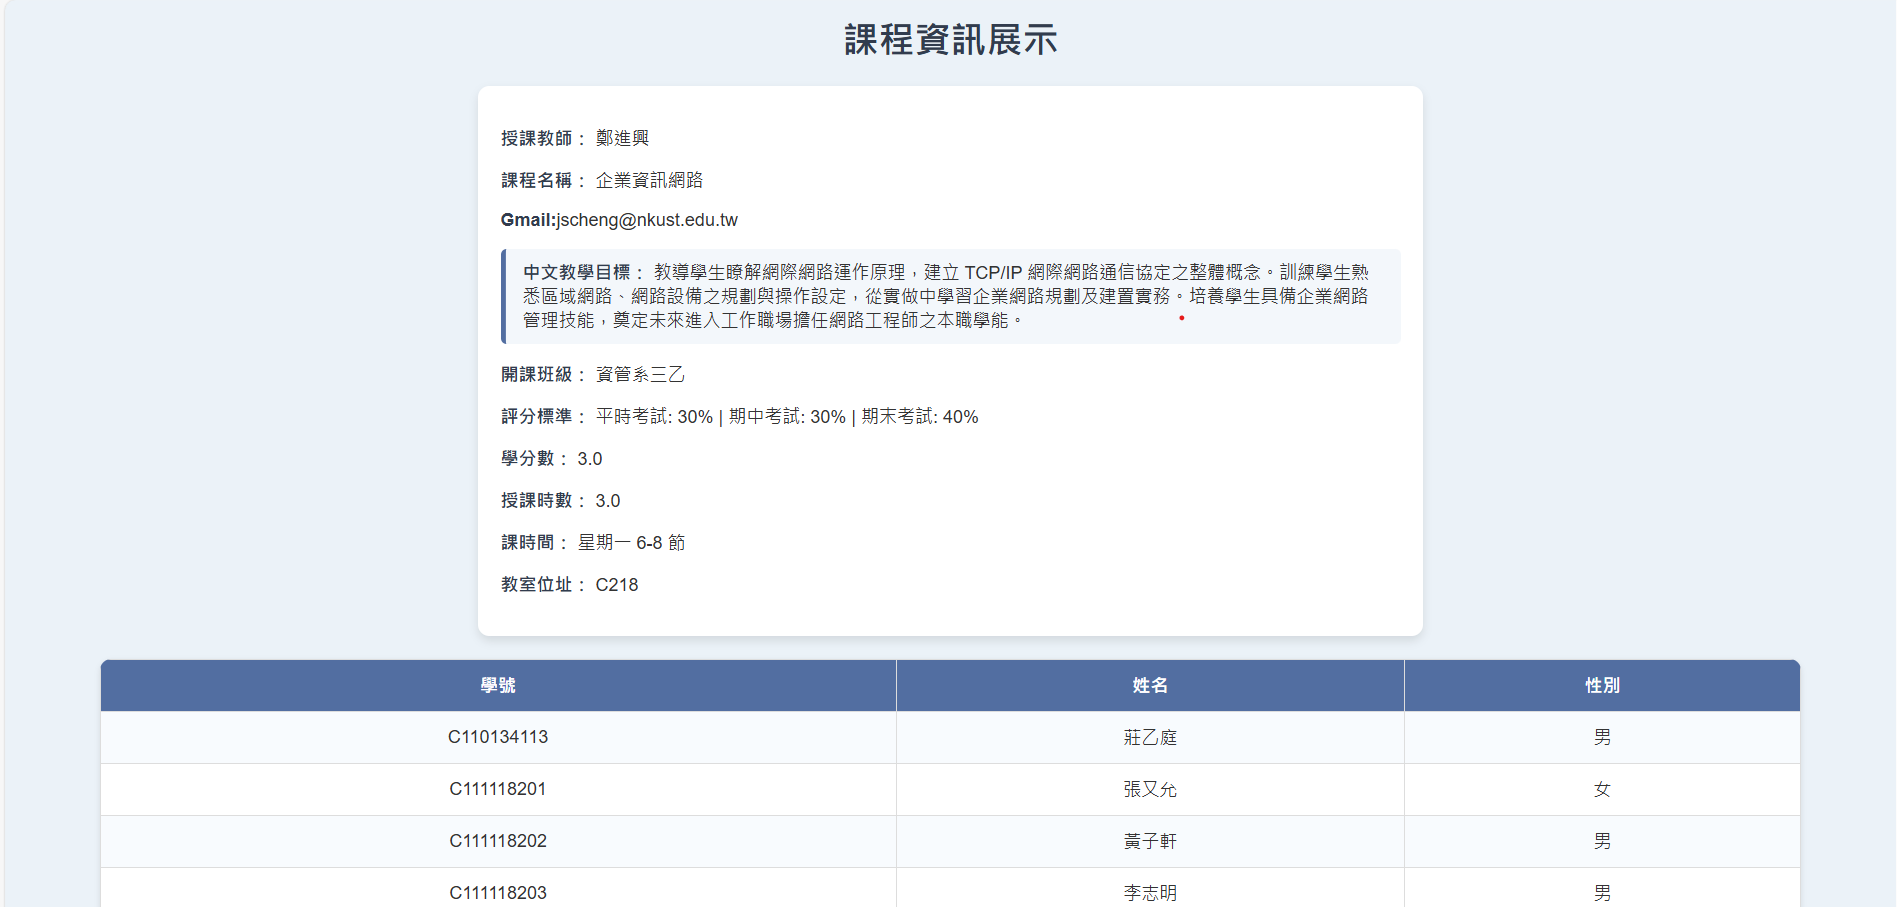 課程資訊展示
授課教師： 鄭進興
課程名稱： 企業資訊網路
Gmail:jscheng@nkust.edu.tw
中文教學目標： 教導學生瞭解網際網路運作原理，建立 TCP/IP 網際網路通信協定之整體概念。訓練學生熟
悉區域網路、網路設備之規劃與操作設定，從實做中學習企業網路規劃及建置實務。培養學生具備企業網路
管理技能，奠定未來進入工作職場擔任網路工程師之本職學能。
開課班級： 資管系三乙
評分標準： 平時考試: 30% | 期中考試: 30% | 期末考試: 40%
學分數： 3.0
授課時數： 3.0
課時間： 星期一 6-8 節
教室位址： C218
學號 姓名 性別
C110134113 莊乙庭 男
C111118201 張又允 女
C111118202 黃子軒 男
C111118203 李志明 男